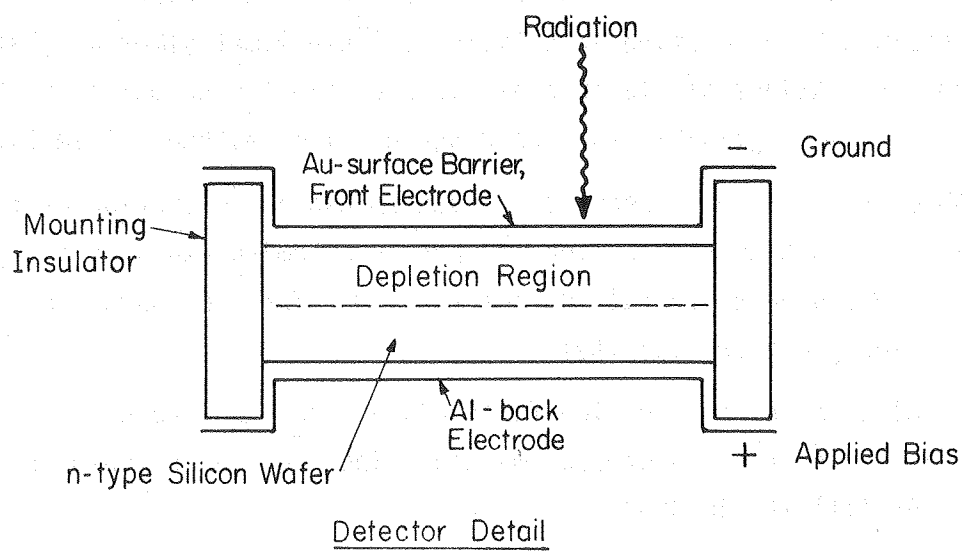 Radiation
Au-surface Barrier,
Front Electrode
- Ground
Mounting
Insulator
Depletion Region
Al-back
Electrode
+ Applied Bias
n-type Silicon Wafer
Detector Detail